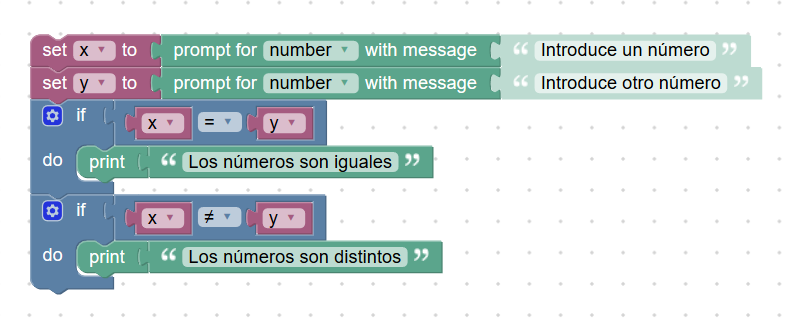 set x to prompt for number with message “ Introduce un número ”
set y to prompt for number with message “ Introduce otro número ”
if x = y
do print “ Los números son iguales ”
if x ≠ y
do print “ Los números son distintos ”